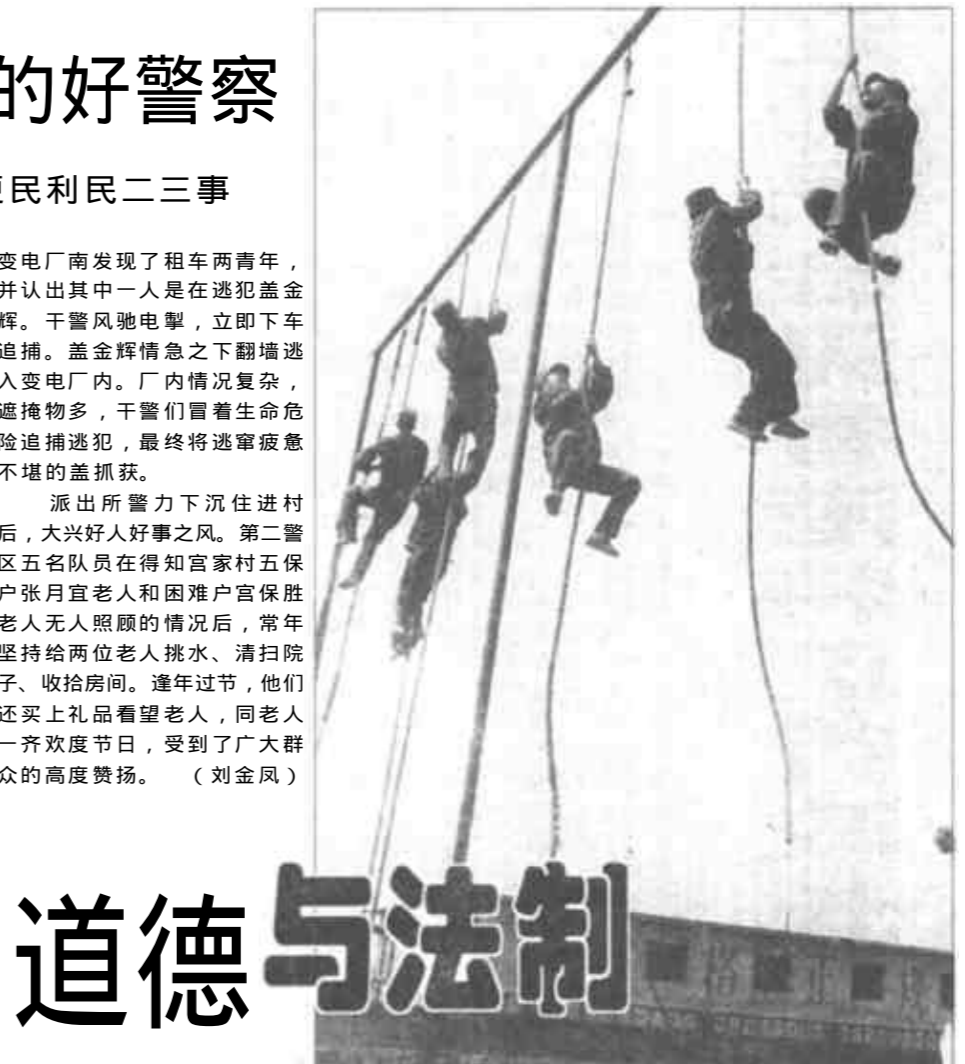 的好警察
民利民二三事
变电厂南发现了租车两青年，
并认出其中一人是在逃犯盖金
辉。干警风驰电掣，立即下车
追捕。盖金辉情急之下翻墙逃
入变电厂内。厂内情况复杂，
遮掩物多，干警们冒着生命危
险追捕逃犯，最终将逃窜疲惫
不堪的盖抓获。
派出所警力下沉住进村
后，大兴好人好事之风。第二警
区五名队员在得知宫家村五保
户张月宜老人和困难户宫保胜
老人无人照顾的情况后，常年
坚持给两位老人挑水、清扫院
子、收拾房间。逢年过节，他们
还买上礼品看望老人，同老人
一齐欢度节日，受到了广大群
众的高度赞扬。 （刘金凤）
道德与法制